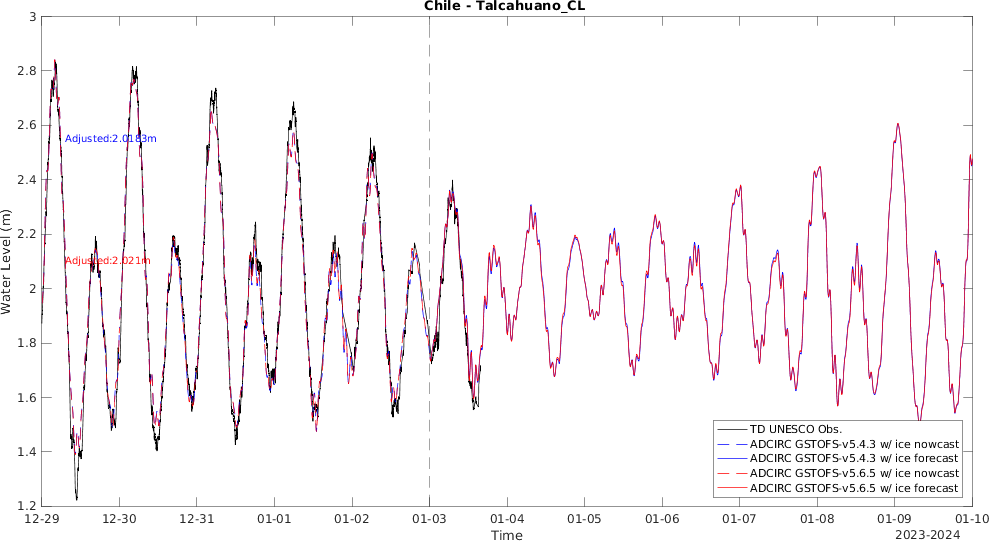 Chile - Talcahuano_CL
3
2.8
2.6
2.4
2.2
2
1.8
1.6
1.4
1.2
Water Level (m)
Adjusted:2.0183m
Adjusted:2.021m
TD UNESCO Obs.
ADCIRC GSTOFS-v5.4.3 w/ ice nowcast
ADCIRC GSTOFS-v5.4.3 w/ ice forecast
ADCIRC GSTOFS-v5.6.5 w/ ice nowcast
ADCIRC GSTOFS-v5.6.5 w/ ice forecast
12-29 12-30 12-31 01-01 01-02 01-03 01-04 01-05 01-06 01-07 01-08 01-09 01-10
Time
2023-2024